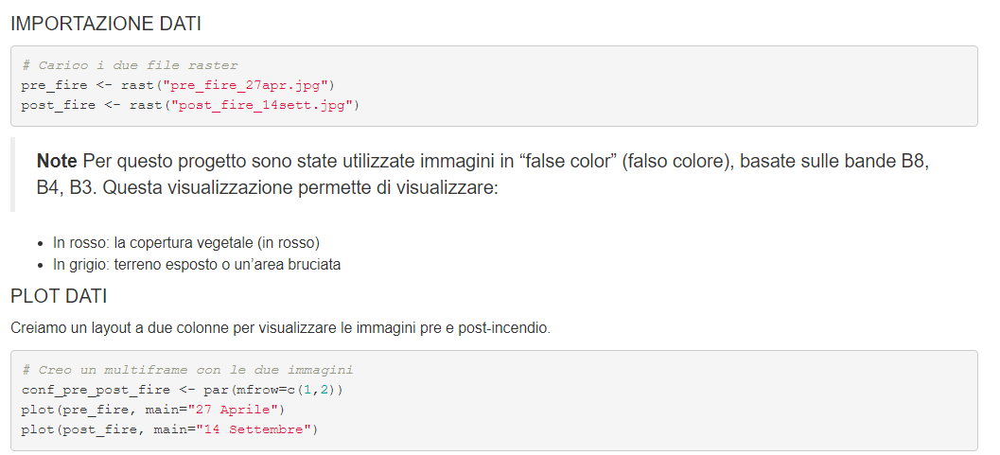 IMPORTAZIONE DATI
# Carico i due file raster
pre_fire <- rast("pre_fire_27apr.jpg")
post_fire <- rast("post_fire_14sett.jpg")
Note Per questo progetto sono state utilizzate immagini in “false color” (falso colore), basate sulle bande B8,
B4, B3. Questa visualizzazione permette di visualizzare:
• In rosso: la copertura vegetale (in rosso)
• In grigio: terreno esposto o un’area bruciata
PLOT DATI
Creiamo un layout a due colonne per visualizzare le immagini pre e post-incendio.
# Creo un multiframe con le due immagini
conf_pre_post_fire <- par(mfrow=c(1,2))
plot(pre_fire, main="27 Aprile")
plot(post_fire, main="14 Settembre")